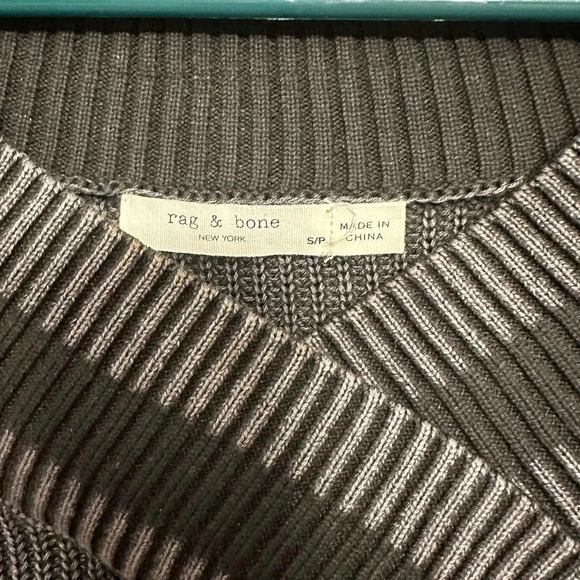 rag & bone
NEW YORK
S/P
MADE IN
CHINA